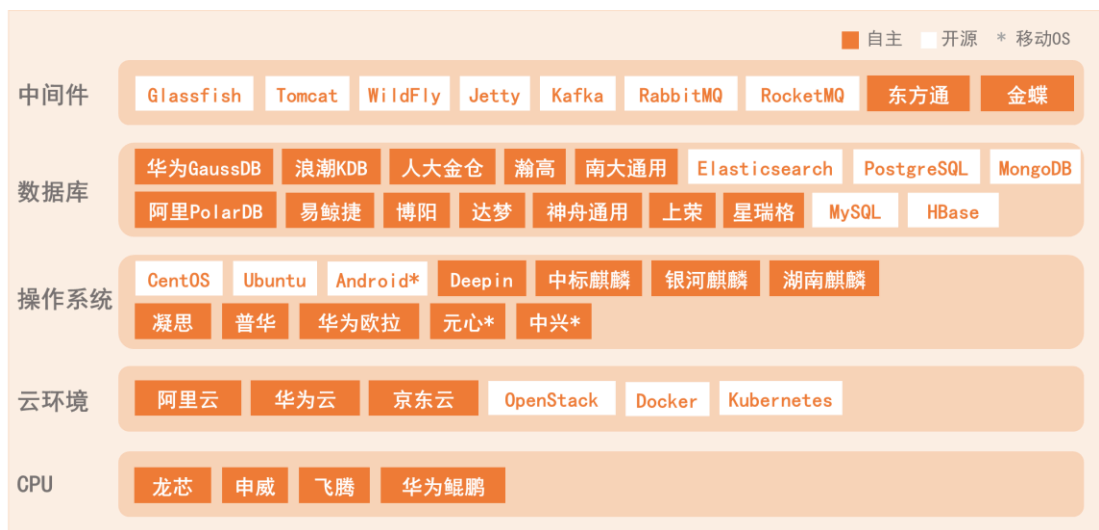 自主 开源 * 移动OS
中间件 Glassfish Tomcat WildFly Jetty Kafka RabbitMQ RocketMQ 东方通 金蝶
华为GaussDB 浪潮KDB 人大金仓 瀚高 南大通用 Elasticsearch PostgreSQL MongoDB
数据库
阿里PolarDB 易鲸捷 博阳 达梦 神舟通用 上荣 星瑞格 MySQL HBase
CentOS Ubuntu Android* Deepin 中标麒麟 银河麒麟 湖南麒麟
操作系统
凝思 普华 华为欧拉 元心* 中兴*
云环境 阿里云 华为云 京东云 OpenStack Docker Kubernetes
CPU 龙芯 申威 飞腾 华为鲲鹏